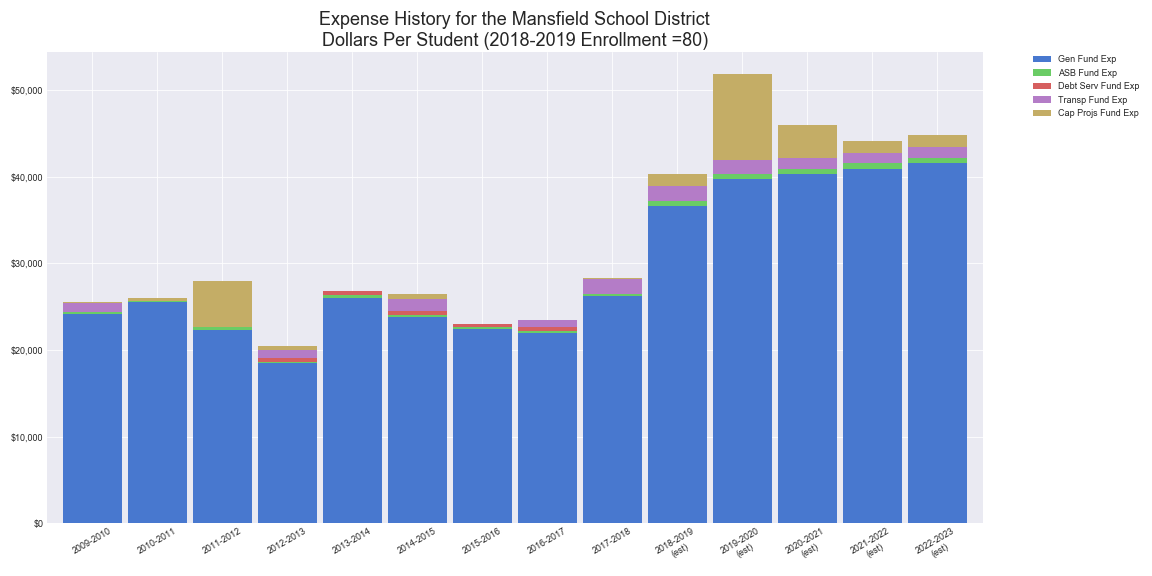 Expense History for the Mansfield School District
Dollars Per Student (2018-2019 Enrollment =80)
Gen Fund Exp
ASB Fund Exp
Debt Serv Fund Exp
Transp Fund Exp
Cap Projs Fund Exp
$50,000
$40,000
$30,000
$20,000
$10,000
$0
2009-2010
2010-2011
2011-2012
2012-2013
2013-2014
2014-2015
2015-2016
2016-2017
2017-2018
2018-2019
(est)
2019-2020
(est)
2020-2021
(est)
2021-2022
(est)
2022-2023
(est)